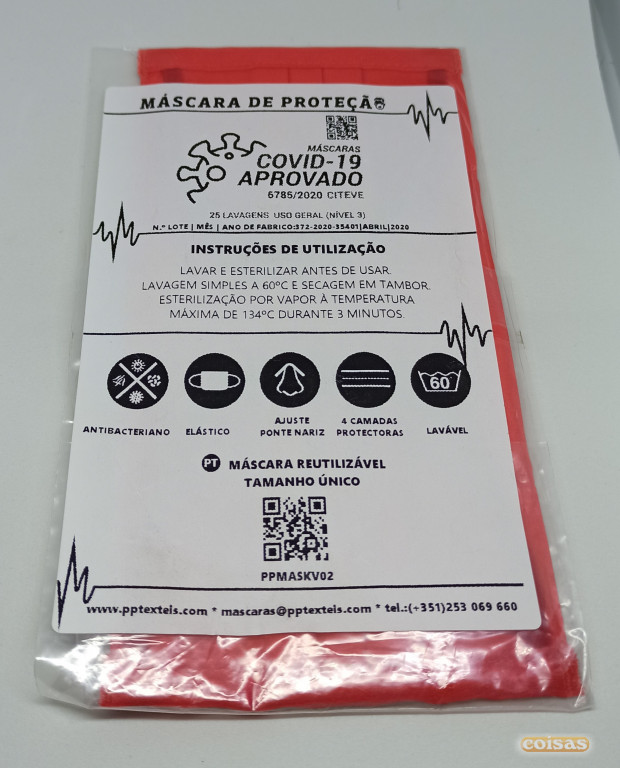 MÁSCARA DE PROTEÇÃO
MÁSCARAS
COVID-19
APROVADO
6785/2020 CITEVE
25 LAVAGENS USO GERAL (NÍVEL 3)
N.º LOTE | MÊS | ANO DE FABRICO:372-2020-35401|ABRIL|2020
INSTRUÇÕES DE UTILIZAÇÃO
LAVAR E ESTERILIZAR ANTES DE USAR.
LAVAGEM SIMPLES A 60ºC E SECAGEM EM TAMBOR.
ESTERILIZAÇÃO POR VAPOR À TEMPERATURA
MÁXIMA DE 134ºC DURANTE 3 MINUTOS.
60°
ANTIBACTERIANO
ELÁSTICO
AJUSTE
PONTE NARIZ
4 CAMADAS
PROTECTORAS
LAVÁVEL
PT MÁSCARA REUTILIZÁVEL
TAMANHO ÚNICO
PPMASKV02
www.pptexteis.com * mascaras@pptexteis.com * tel.:(+351)253 069 660
coisas